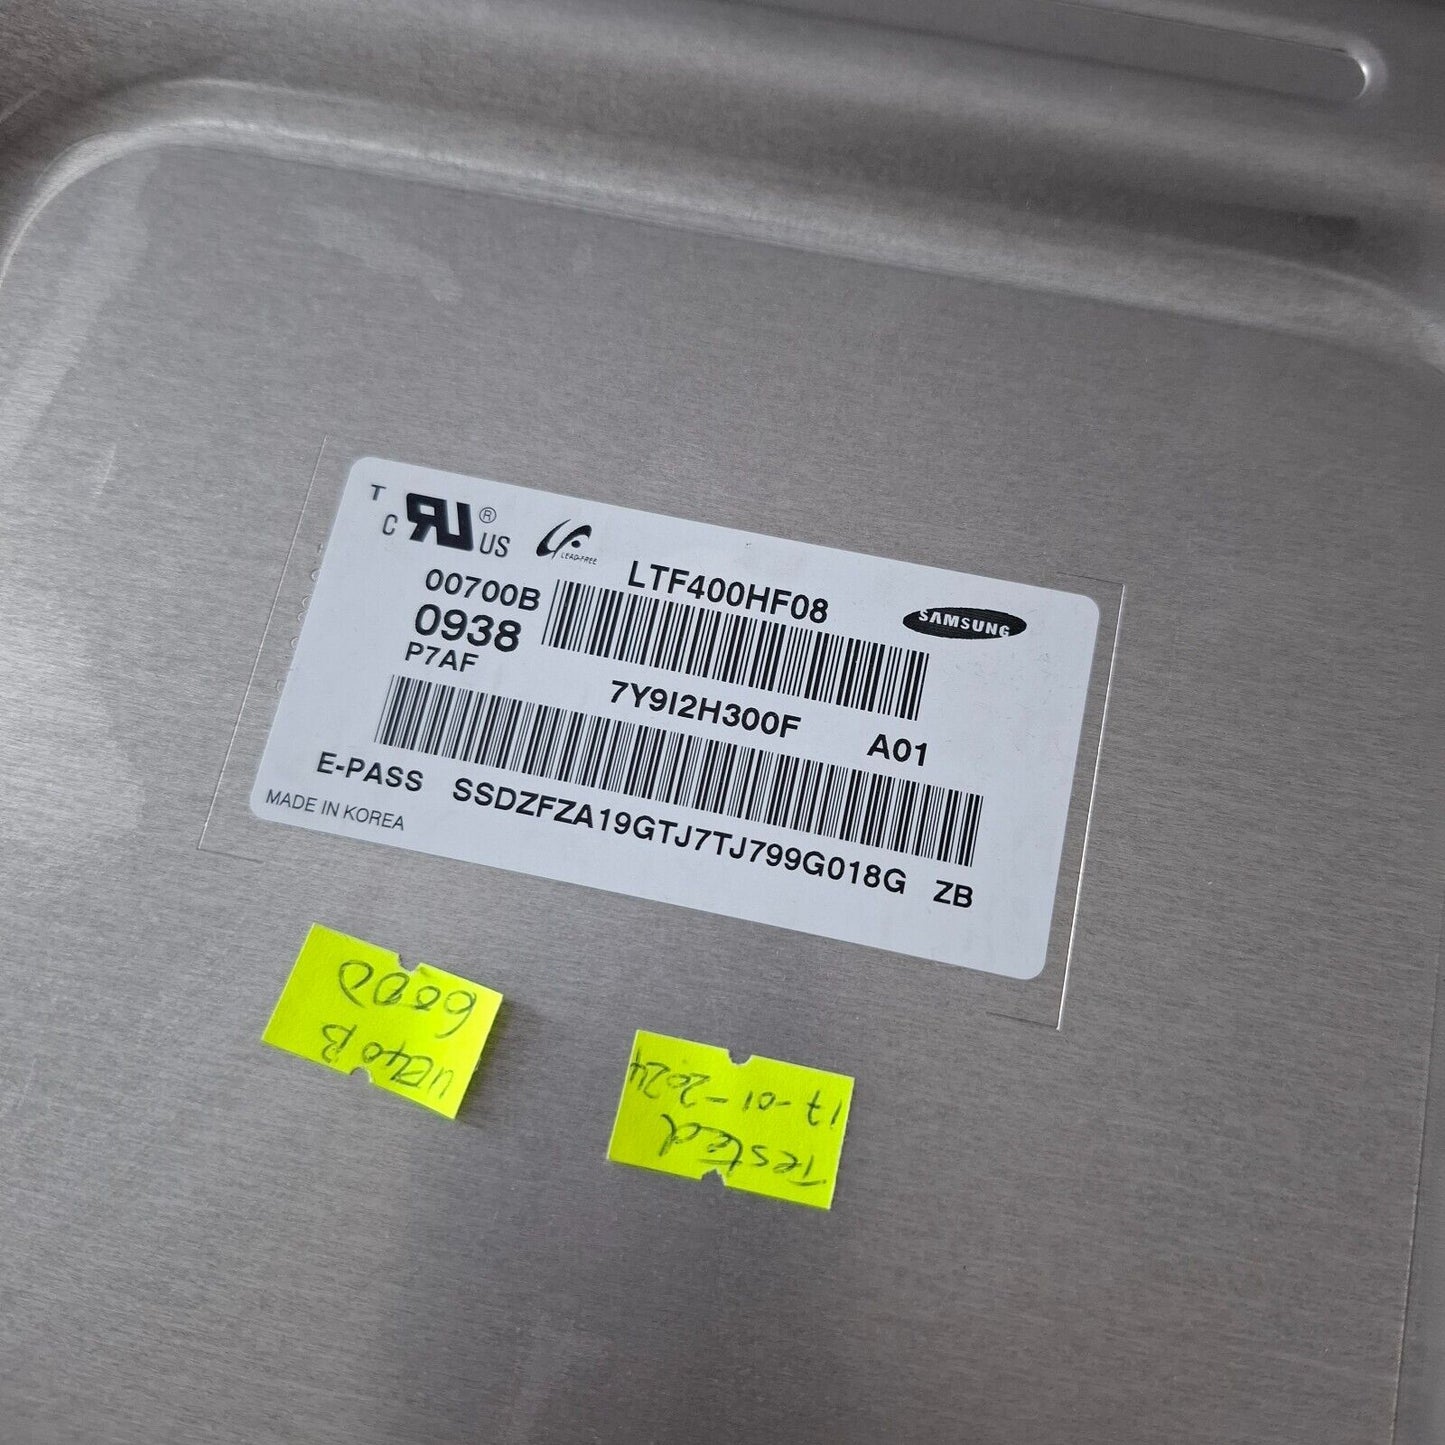 T
C RU ® US
LEAD-FREE
LTF400HF08
SAMSUNG
00700B
0938
P7AF
7Y9I2H300F A01
E-PASS SSDZFZA19GTJ7TJ799G018G ZB
MADE IN KOREA
UE40B
6000
Tested
17-01-2024